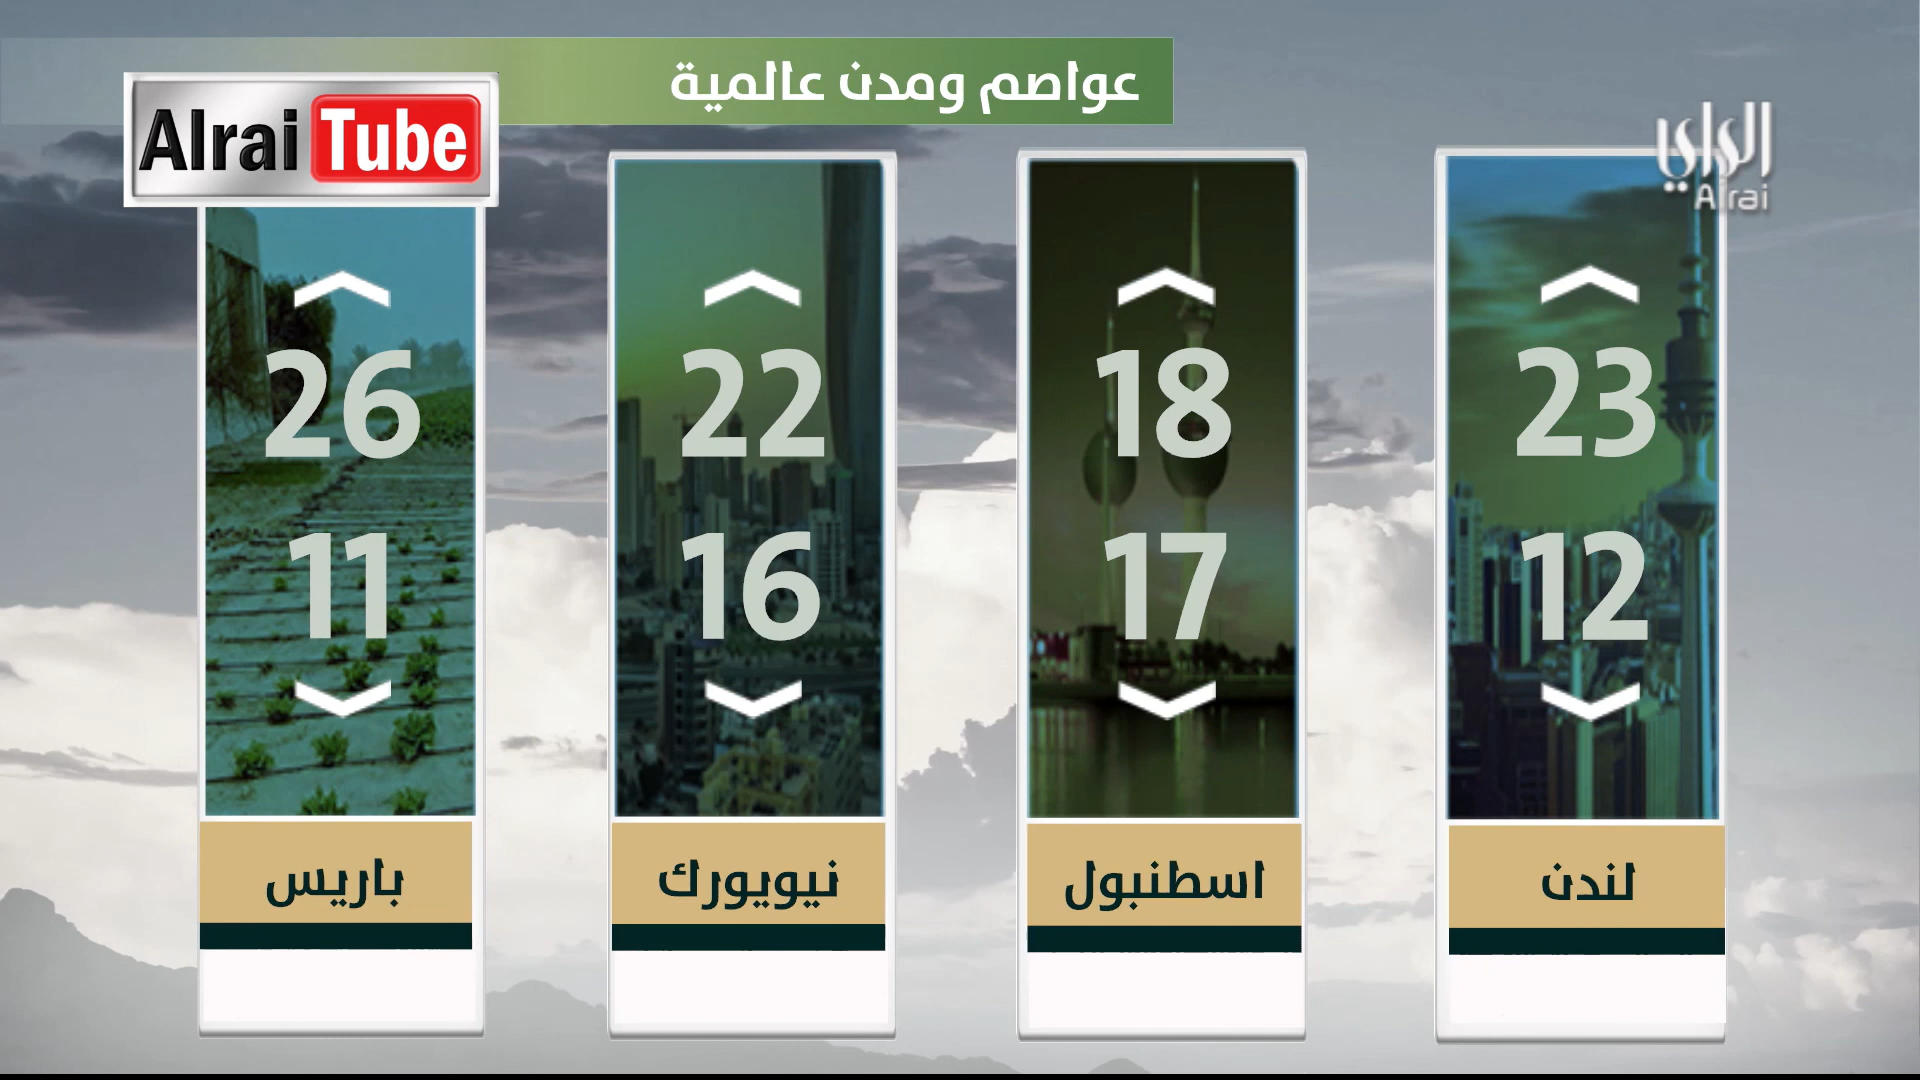 عواصم ومدن عالمية
Alrai Tube
الراي
Alrai
23
12
لندن
18
17
اسطنبول
22
16
نيويورك
26
11
باريس